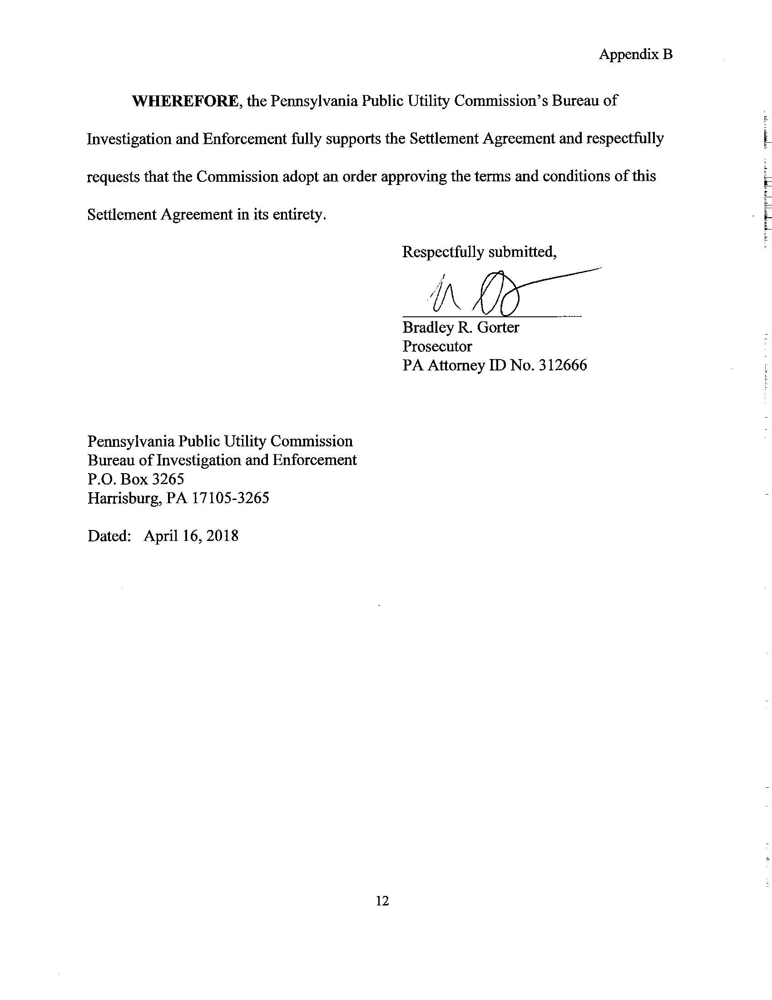 Appendix B
WHEREFORE, the Pennsylvania Public Utility Commission's Bureau of
Investigation and Enforcement fully supports the Settlement Agreement and respectfully
requests that the Commission adopt an order approving the terms and conditions of this
Settlement Agreement in its entirety.
Respectfully submitted,
Bradley R. Gorter
Prosecutor
PA Attorney ID No. 312666
Pennsylvania Public Utility Commission
Bureau of Investigation and Enforcement
P.O. Box 3265
Harrisburg, PA 17105-3265
Dated: April 16, 2018
12